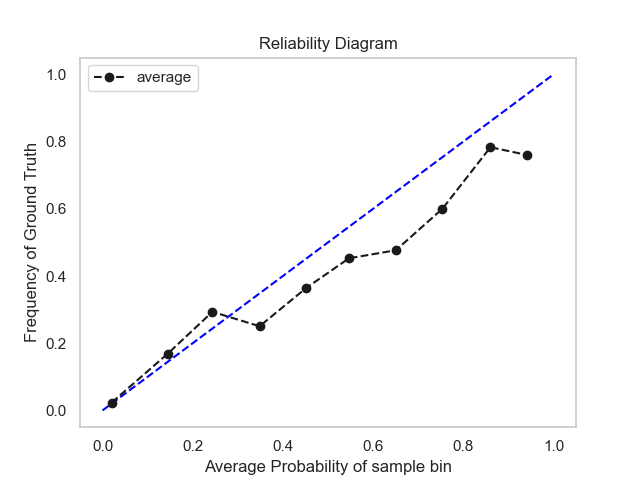 Reliability Diagram
average
1.0
0.8
0.6
0.4
0.2
0.0
Frequency of Ground Truth
0.0 0.2 0.4 0.6 0.8 1.0
Average Probability of sample bin